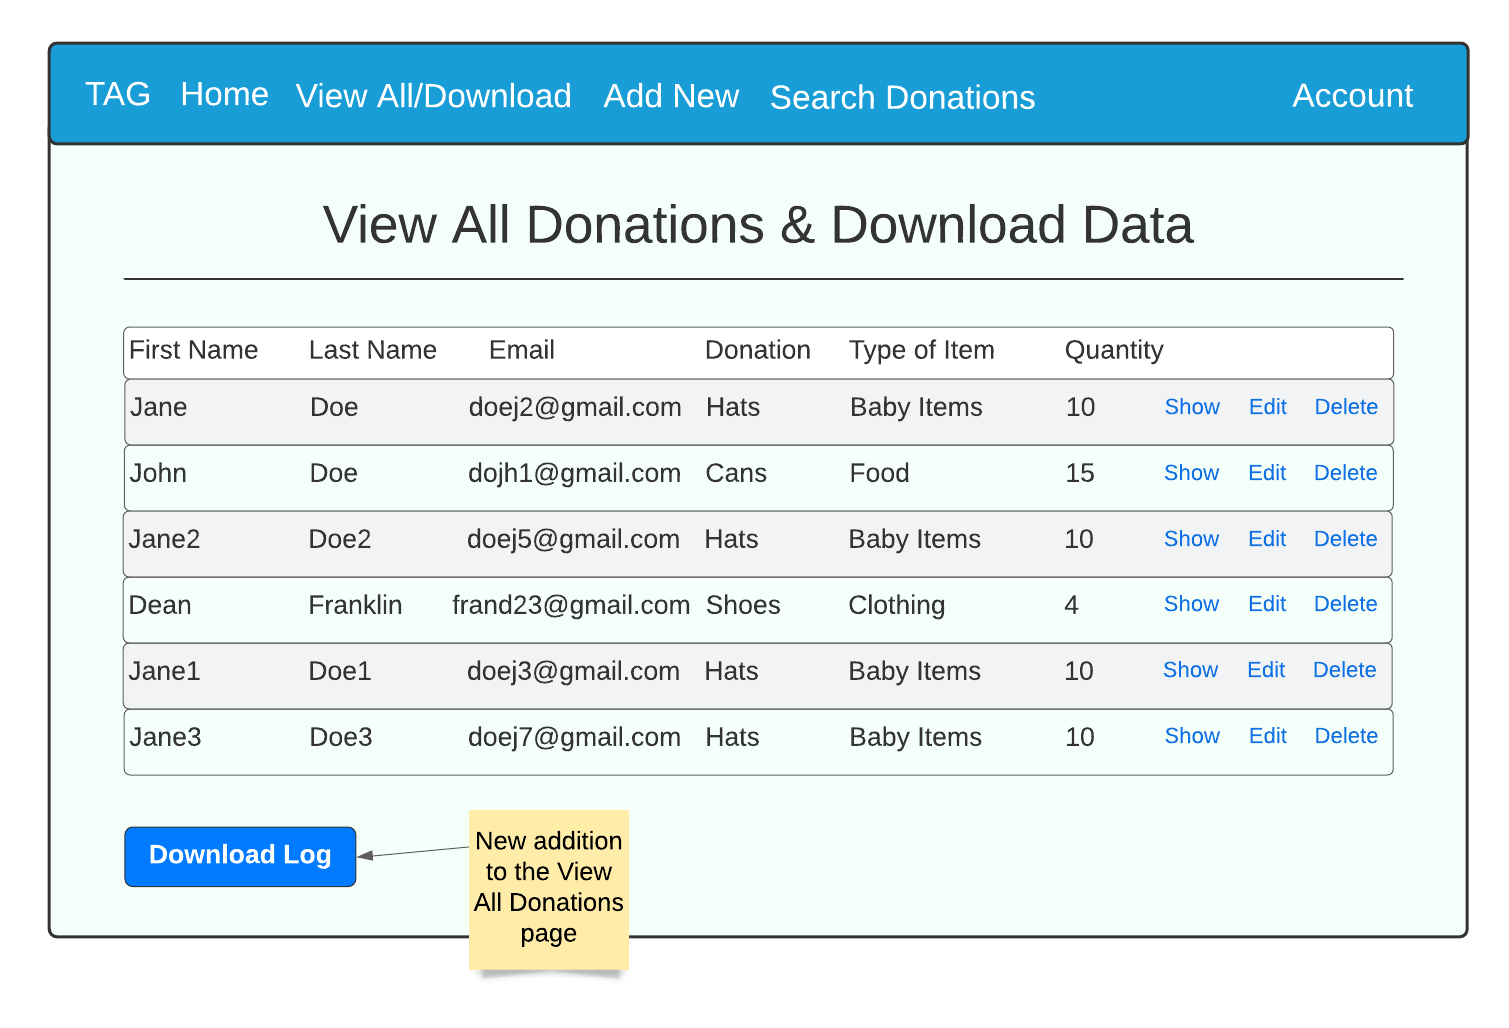 TAG Home View All/Download Add New Search Donations Account
View All Donations & Download Data
First Name Last Name Email Donation Type of Item Quantity
Jane Doe doej2@gmail.com Hats Baby Items 10 Show Edit Delete
John Doe dojh1@gmail.com Cans Food 15 Show Edit Delete
Jane2 Doe2 doej5@gmail.com Hats Baby Items 10 Show Edit Delete
Dean Franklin frand23@gmail.com Shoes Clothing 4 Show Edit Delete
Jane1 Doe1 doej3@gmail.com Hats Baby Items 10 Show Edit Delete
Jane3 Doe3 doej7@gmail.com Hats Baby Items 10 Show Edit Delete
Download Log
New addition
to the View
All Donations
page